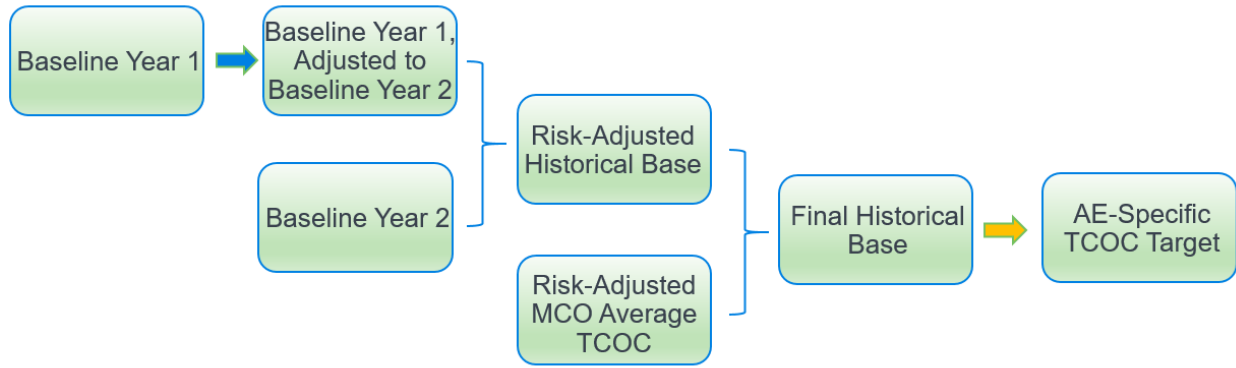 Baseline Year 1
Baseline Year 1,
Adjusted to
Baseline Year 2
Baseline Year 2
Risk-Adjusted
Historical Base
Risk-Adjusted
MCO Average
TCOC
Final Historical
Base
AE-Specific
TCOC Target